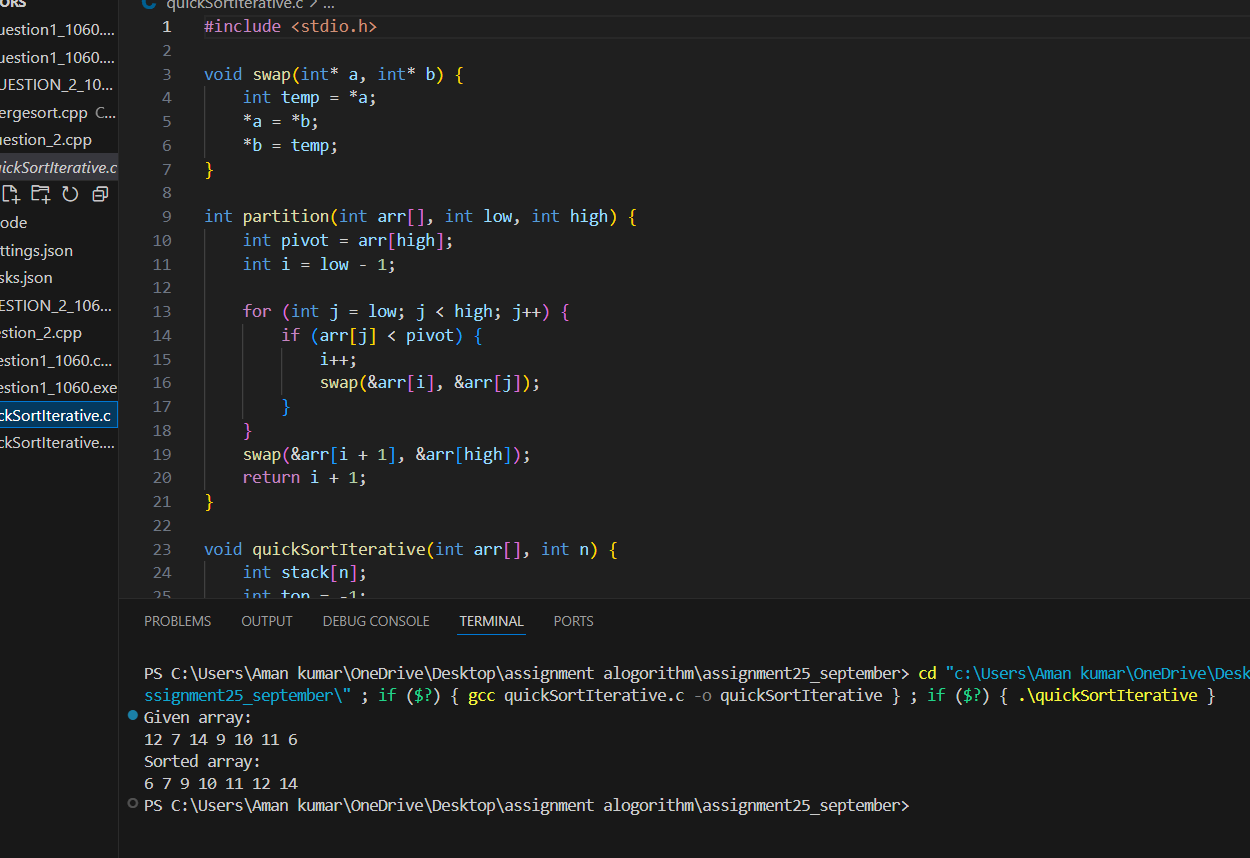 ORS
uestion1_1060....
uestion1_1060....
UESTION_2_10...
ergesort.cpp C...
uestion_2.cpp
uickSortIterative.c
ode
ttings.json
sks.json
ESTION_2_106...
estion_2.cpp
estion1_1060.c...
estion1_1060.exe
ckSortIterative.c
ckSortIterative....
C quickSortIterative.c > ...
1 #include <stdio.h>
2
3 void swap(int* a, int* b) {
4 int temp = *a;
5 *a = *b;
6 *b = temp;
7 }
8
9 int partition(int arr[], int low, int high) {
10 int pivot = arr[high];
11 int i = low - 1;
12
13 for (int j = low; j < high; j++) {
14 if (arr[j] < pivot) {
15 i++;
16 swap(&arr[i], &arr[j]);
17 }
18 }
19 swap(&arr[i + 1], &arr[high]);
20 return i + 1;
21 }
22
23 void quickSortIterative(int arr[], int n) {
24 int stack[n];
25 int top = -1;
PROBLEMS OUTPUT DEBUG CONSOLE TERMINAL PORTS
PS C:\Users\Aman kumar\OneDrive\Desktop\assignment alogorithm\assignment25_september> cd "c:\Users\Aman kumar\OneDrive\Desk
ssignment25_september\" ; if ($?) { gcc quickSortIterative.c -o quickSortIterative } ; if ($?) { .\quickSortIterative }
Given array:
12 7 14 9 10 11 6
Sorted array:
6 7 9 10 11 12 14
PS C:\Users\Aman kumar\OneDrive\Desktop\assignment alogorithm\assignment25_september>